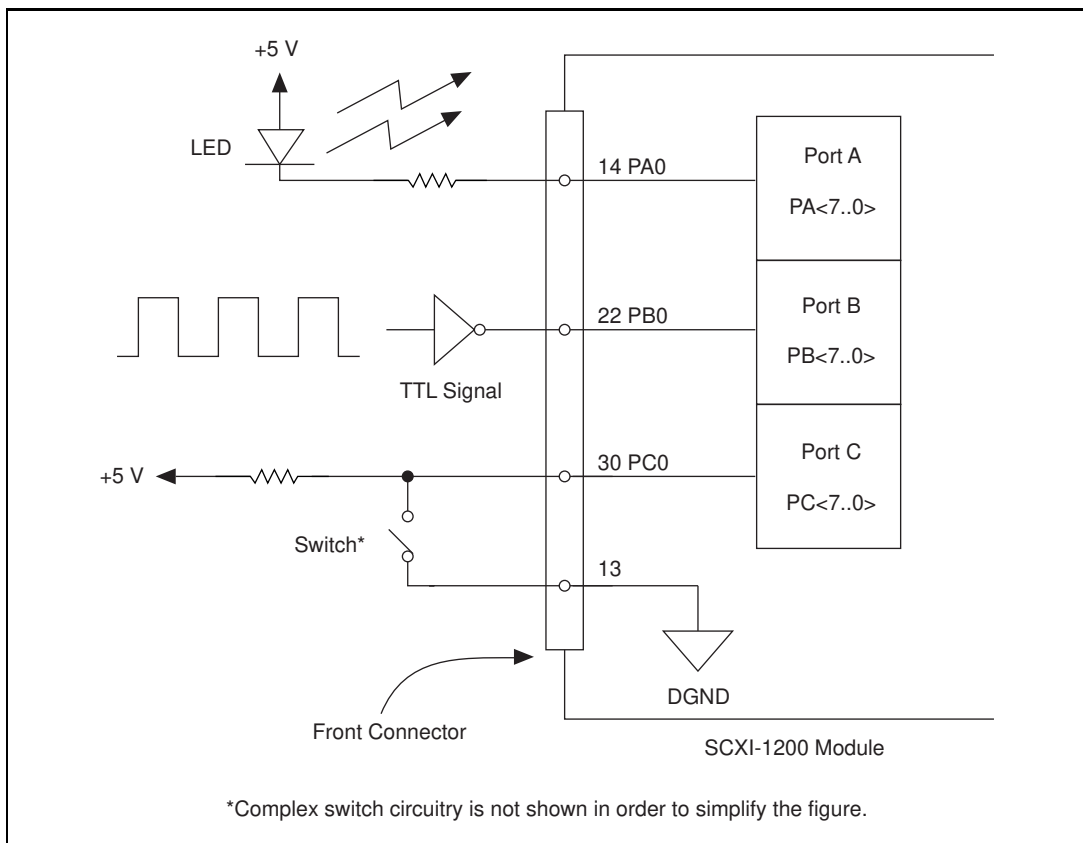 +5 V
LED
14 PA0
Port A
PA<7..0>
22 PB0
TTL Signal
Port B
PB<7..0>
+5 V
30 PC0
Port C
PC<7..0>
Switch*
13
DGND
Front Connector
SCXI-1200 Module
*Complex switch circuitry is not shown in order to simplify the figure.